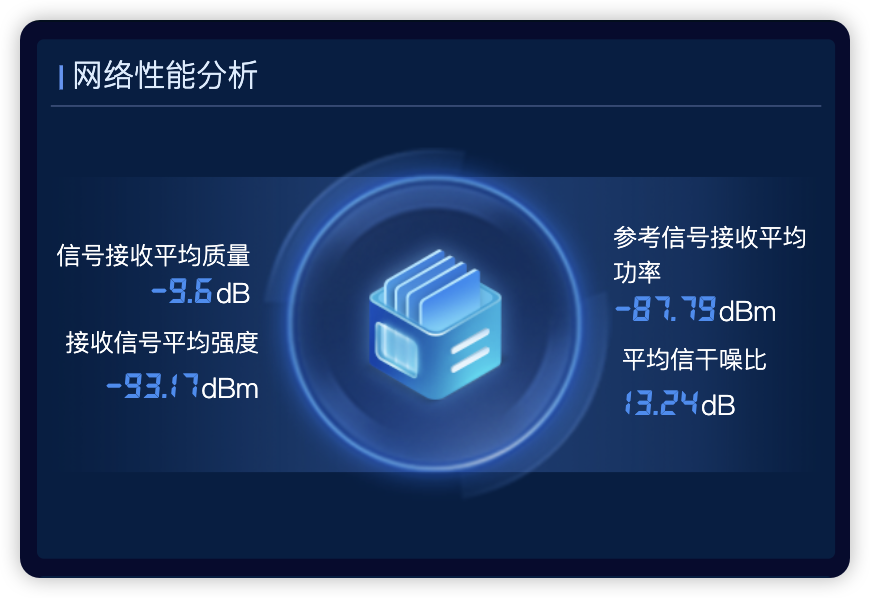 网络性能分析
信号接收平均质量
-9.6dB
接收信号平均强度
-93.17dBm
参考信号接收平均
功率
-87.79dBm
平均信干噪比
13.24dB